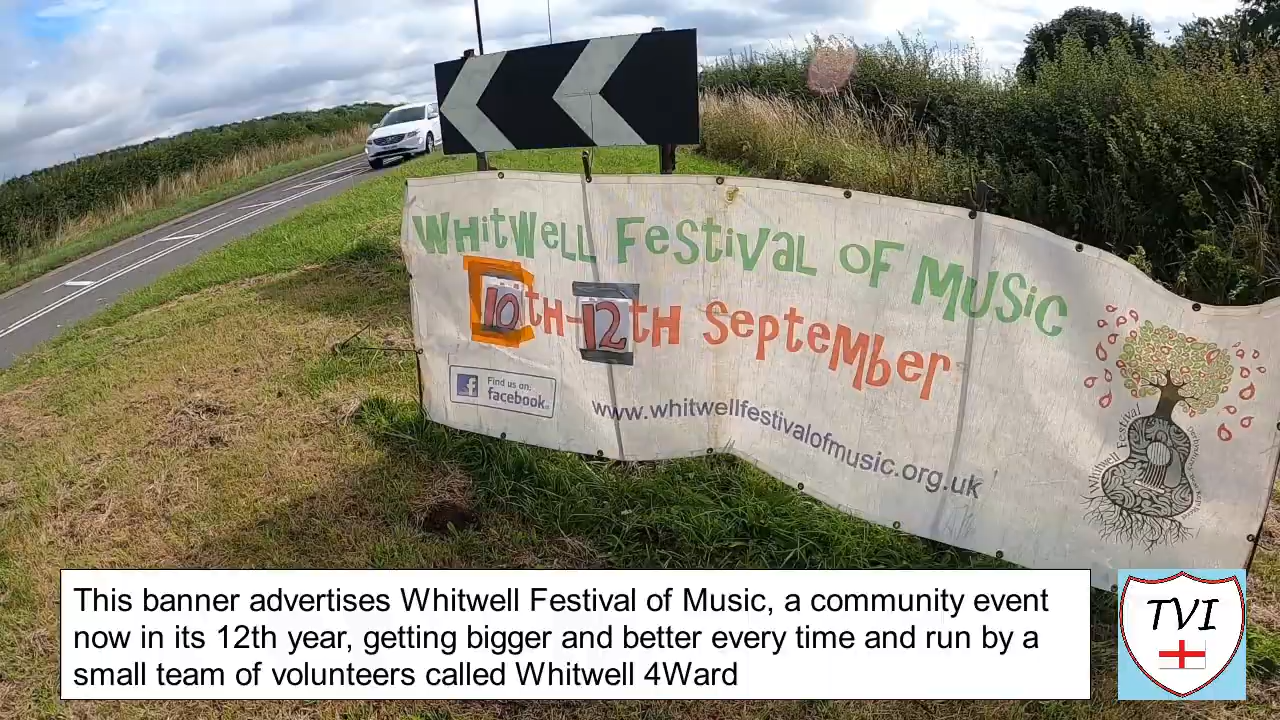 WHitWeLL FeStiVaL oF MUSiC
10tH-12tH SepteMber
Find us on:
facebook
www.whitwellfestivalofmusic.org.uk
Whitwell Festival
This banner advertises Whitwell Festival of Music, a community event
now in its 12th year, getting bigger and better every time and run by a
small team of volunteers called Whitwell 4Ward
TVI